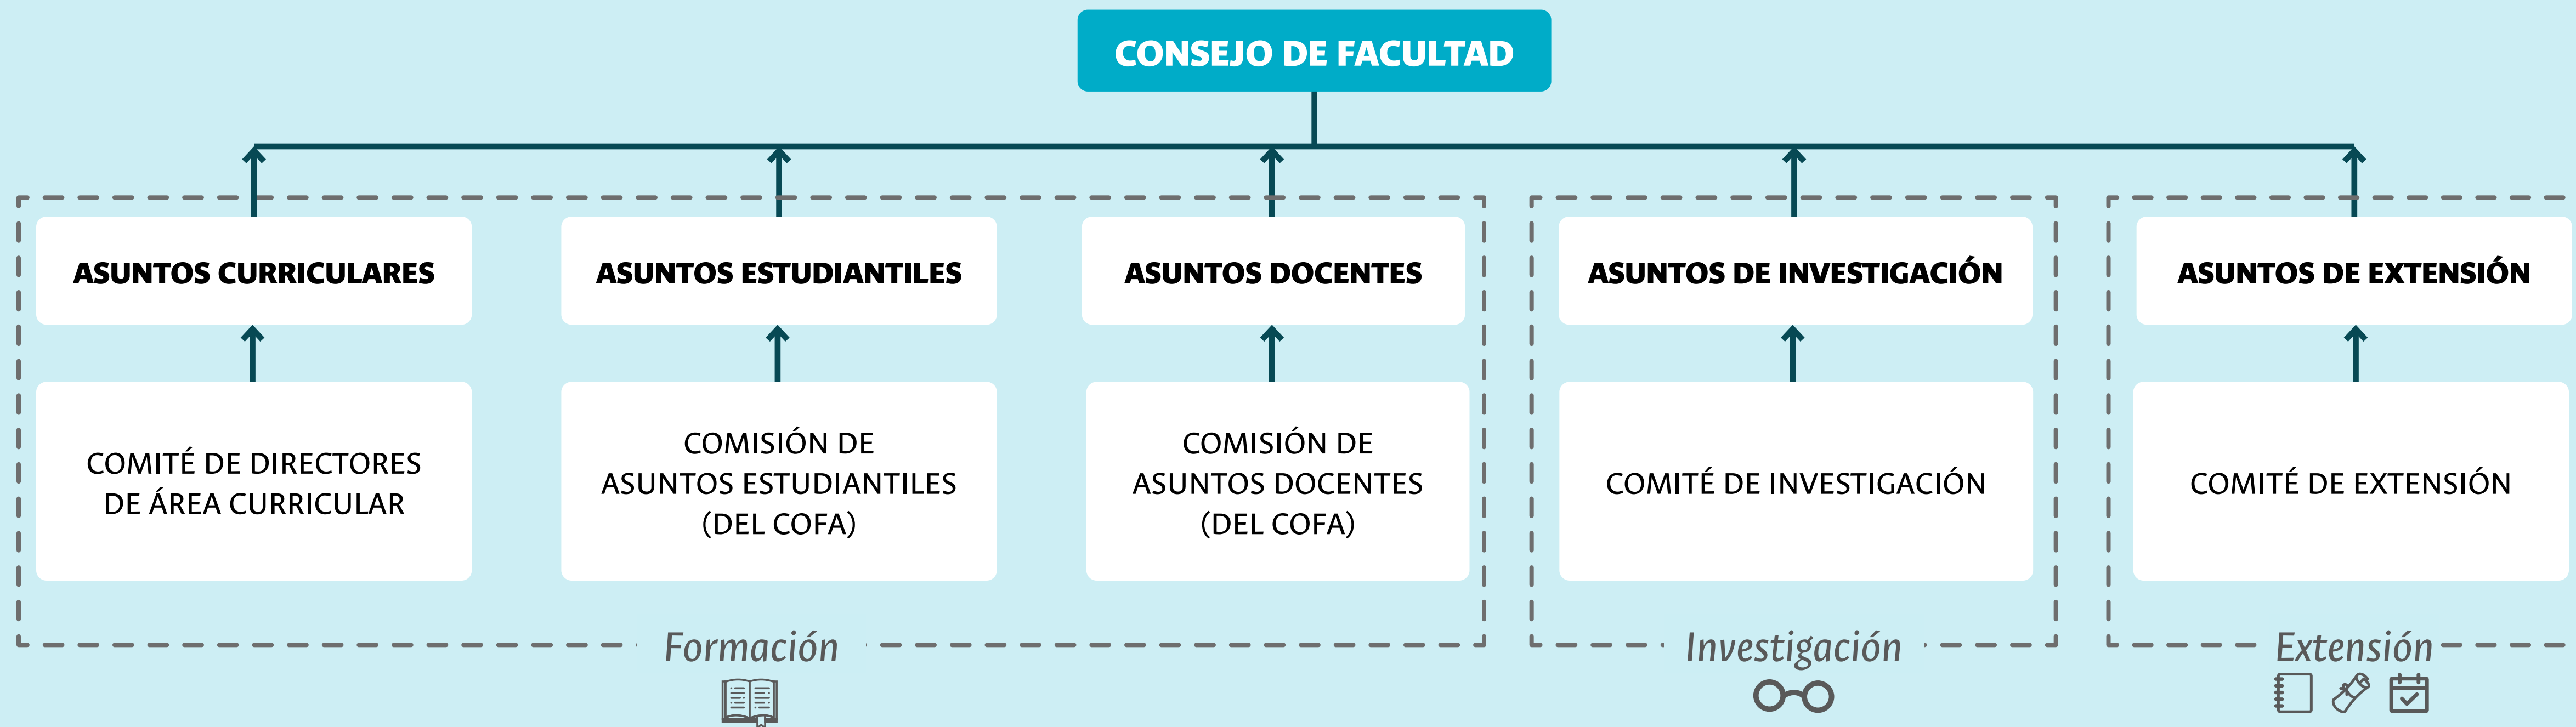 CONSEJO DE FACULTAD
ASUNTOS CURRICULARES
ASUNTOS ESTUDIANTILES
ASUNTOS DOCENTES
ASUNTOS DE INVESTIGACIÓN
ASUNTOS DE EXTENSIÓN
COMITÉ DE DIRECTORES
DE ÁREA CURRICULAR
COMISIÓN DE
ASUNTOS ESTUDIANTILES
(DEL COFA)
COMISIÓN DE
ASUNTOS DOCENTES
(DEL COFA)
COMITÉ DE INVESTIGACIÓN
COMITÉ DE EXTENSIÓN
Formación
Investigación
Extensión